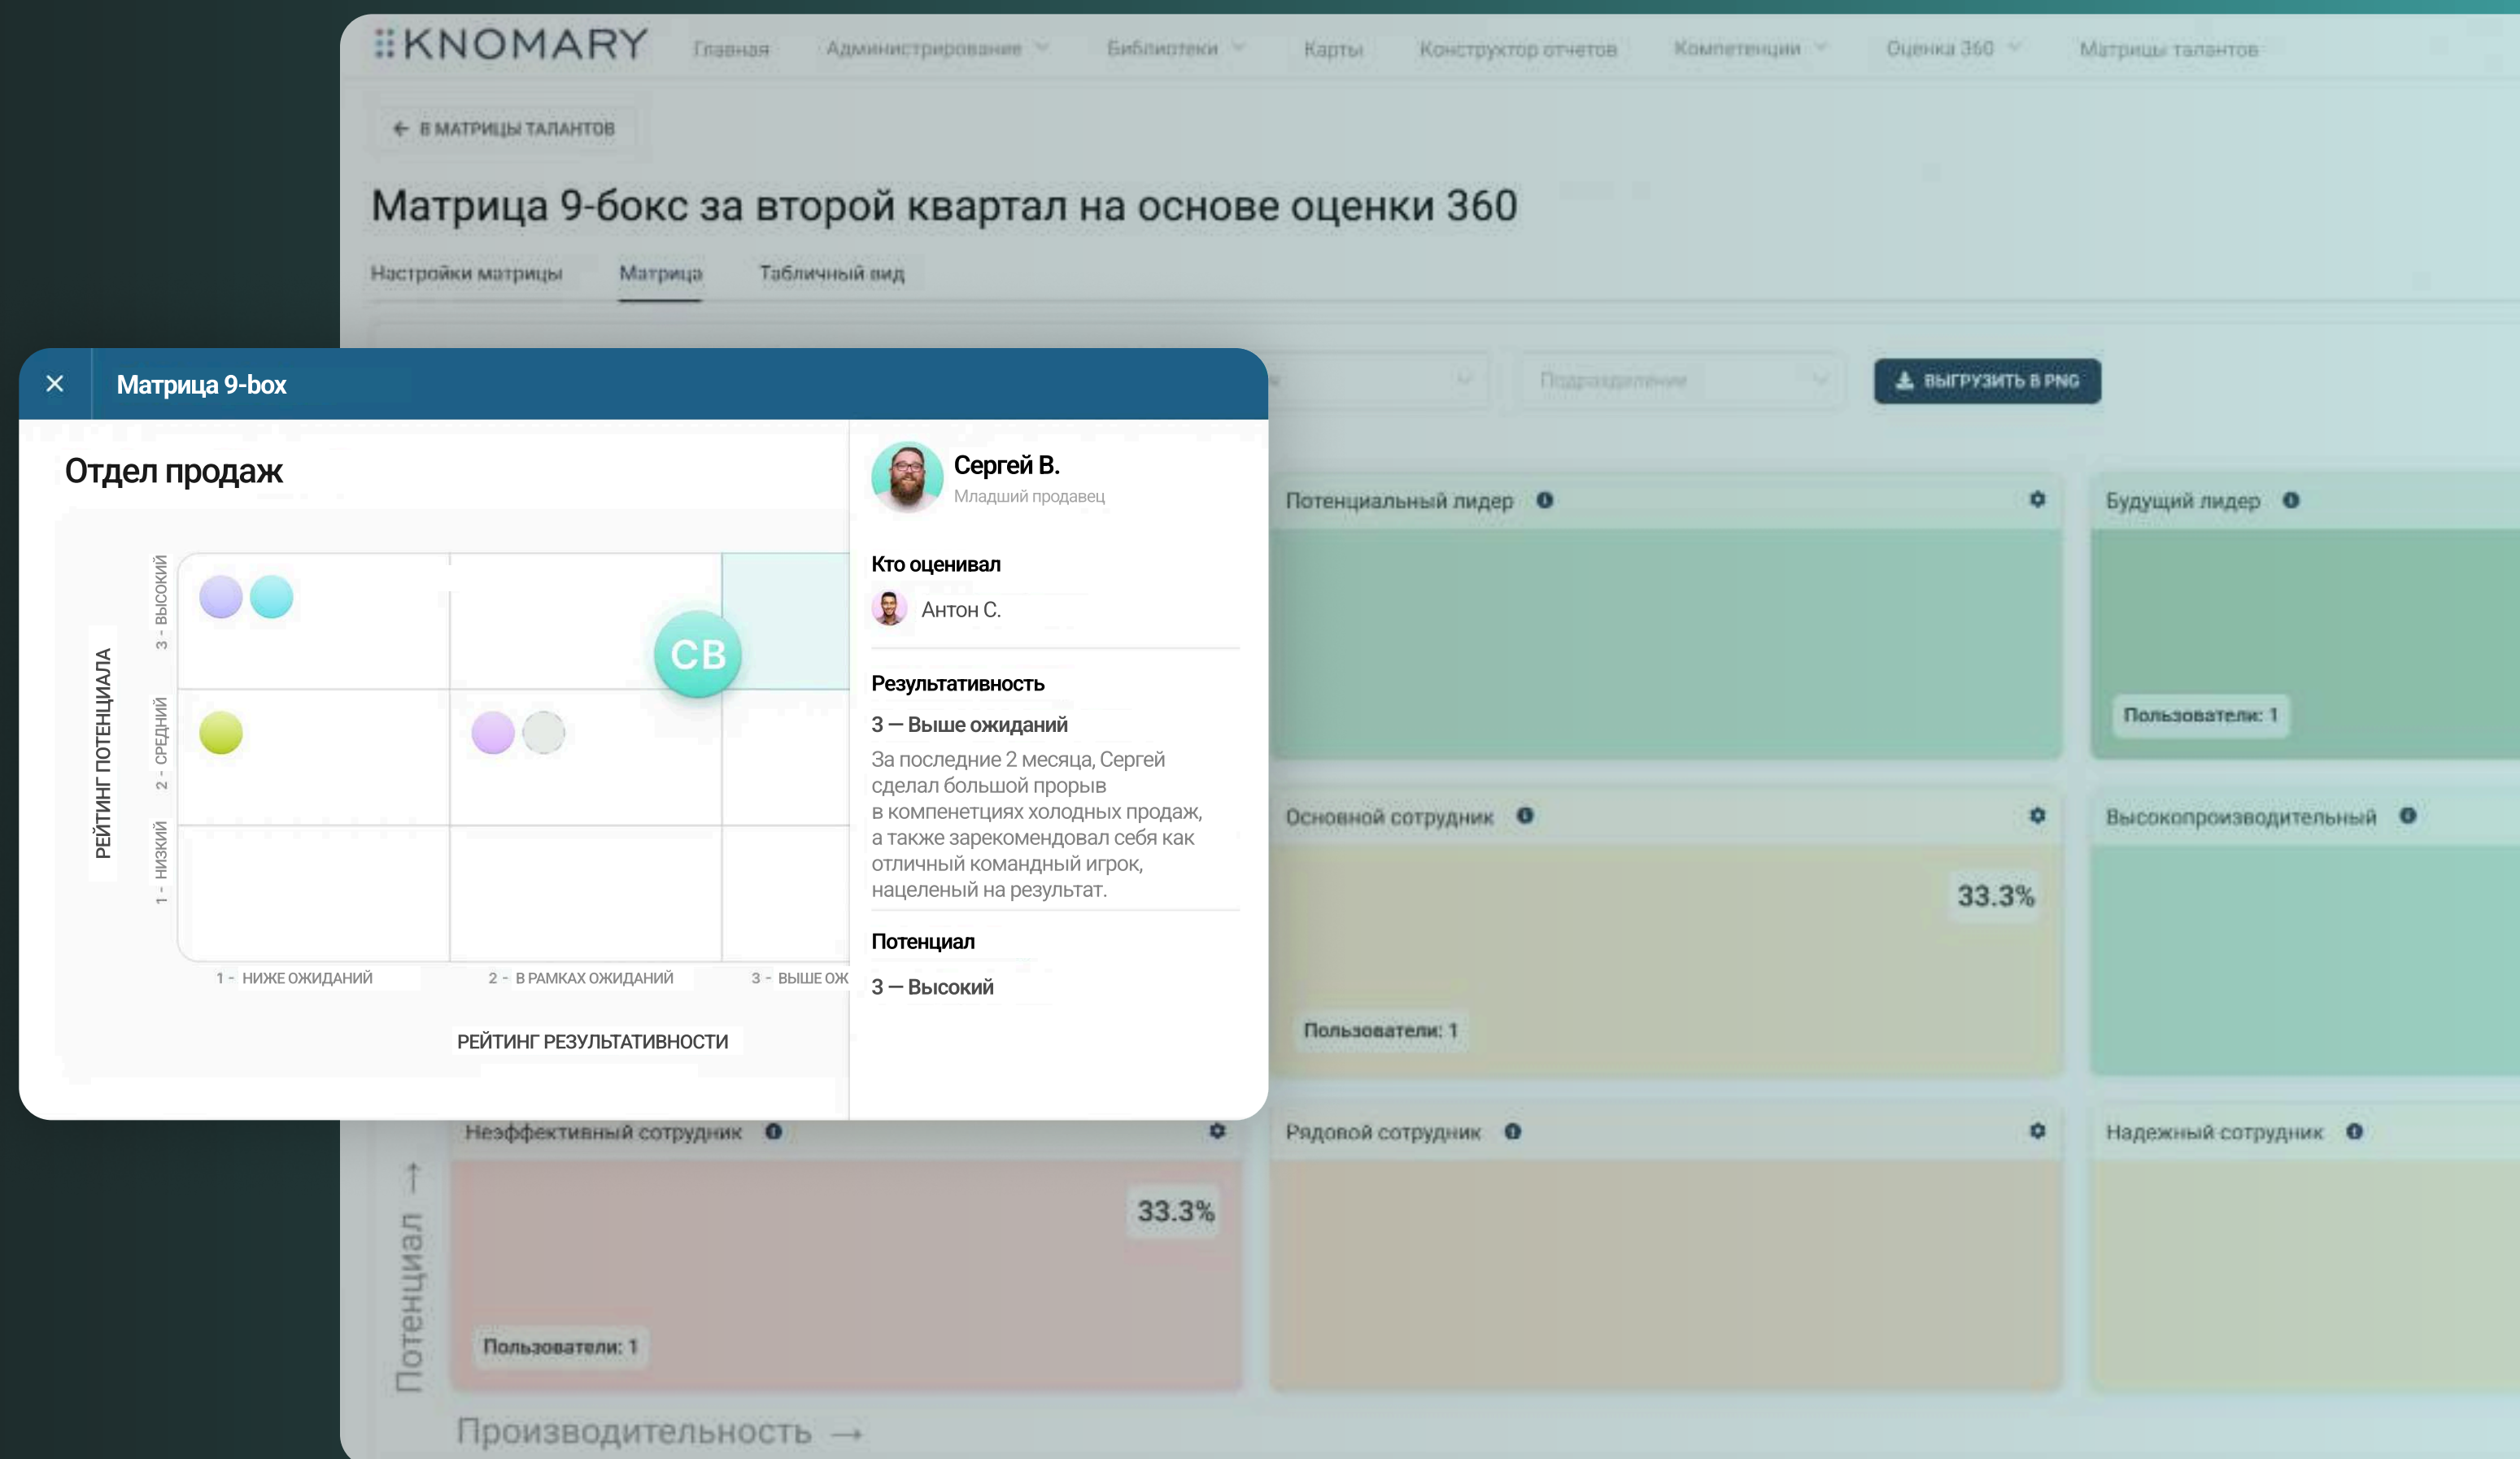 KNOMARY
Главная
Администрирование
Библиотеки
Карты
Конструктор отчетов
Компетенции
Оценка 360
Матрицы талантов
В МАТРИЦЫ ТАЛАНТОВ
Матрица 9-бокс за второй квартал на основе оценки 360
Настройки матрицы
Матрица
Табличный вид
Подразделение
ВЫГРУЗИТЬ В PNG
Матрица 9-box
Отдел продаж
РЕЙТИНГ ПОТЕНЦИАЛА
3 - ВЫСОКИЙ
2 - СРЕДНИЙ
1 - НИЗКИЙ
СВ
1 - НИЖЕ ОЖИДАНИЙ
2 - В РАМКАХ ОЖИДАНИЙ
3 - ВЫШЕ ОЖ
РЕЙТИНГ РЕЗУЛЬТАТИВНОСТИ
Сергей В.
Младший продавец
Кто оценивал
Антон С.
Результативность
3 — Выше ожиданий
За последние 2 месяца, Сергей
сделал большой прорыв
в компенетциях холодных продаж,
а также зарекомендовал себя как
отличный командный игрок,
нацеленый на результат.
Потенциал
3 — Высокий
Потенциальный лидер
Будущий лидер
Пользователи: 1
Основной сотрудник
33.3%
Пользователи: 1
Высокопроизводительный
Неэффективный сотрудник
33.3%
Пользователи: 1
Рядовой сотрудник
Надежный сотрудник
Потенциал →
Производительность →